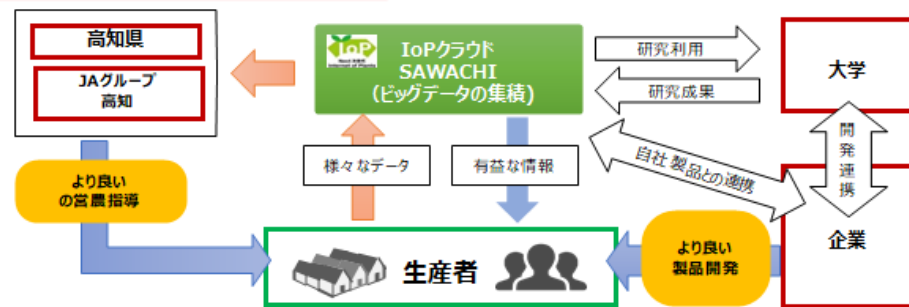 高知県
JAグループ
高知
IoP
IoPクラウド
SAWACHI
(ビッグデータの集積)
研究利用
研究成果
大学
開発連携
自社製品との連携
企業
様々なデータ
有益な情報
より良い
の営農指導
生産者
より良い
製品開発